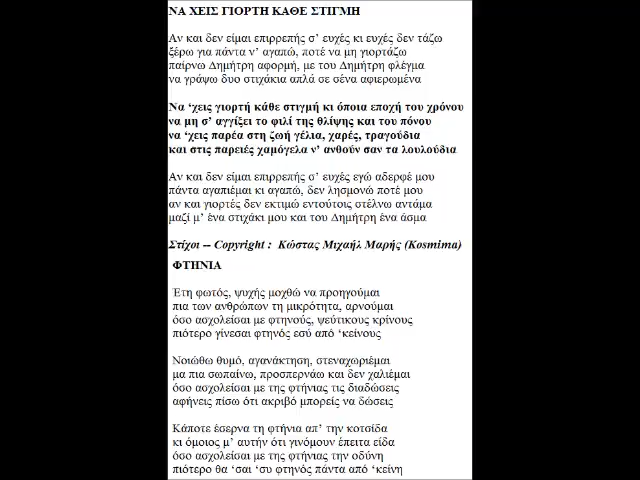 ΝΑ ΧΕΙΣ ΓΙΟΡΤΗ ΚΑΘΕ ΣΤΙΓΜΗ
Αν και δεν είμαι επιρρεπής σ’ ευχές κι ευχές δεν τάζω
ξέρω για πάντα ν’ αγαπώ, ποτέ να μη γιορτάζω
παίρνω Δημήτρη αφορμή, με του Δημήτρη φλέγμα
να γράψω δυο στιχάκια απλά σε σένα αφιερωμένα
Να ‘χεις γιορτή κάθε στιγμή κι όποια εποχή του χρόνου
να μη σ’ αγγίξει το φιλί της θλίψης και του πόνου
να ‘χεις παρέα στη ζωή γέλια, χαρές, τραγούδια
και στις παρειές χαμόγελα ν’ ανθούν σαν τα λουλούδια
Αν και δεν είμαι επιρρεπής σ’ ευχές εγώ αδερφέ μου
πάντα αγαπιέμαι κι αγαπώ, δεν λησμονώ ποτέ μου
αν και γιορτές δεν εκτιμώ εντούτοις στέλνω αντάμα
μαζί μ’ ένα στιχάκι μου και του Δημήτρη ένα άσμα
Στίχοι -- Copyright : Κώστας Μιχαήλ Μαρής (Kosmima)
ΦΤΗΝΙΑ
Έτη φωτός, ψυχής μοχθώ να προηγούμαι
πια των ανθρώπων τη μικρότητα, αρνούμαι
όσο ασχολείσαι με φτηνούς, ψεύτικους κρίνους
πιότερο γίνεσαι φτηνός εσύ από ‘κείνους
Νοιώθω θυμό, αγανάκτηση, στεναχωριέμαι
μα πια σωπαίνω, προσπερνάω και δεν χαλιέμαι
όσο ασχολείσαι με της φτήνιας τις διαδώσεις
αφήνεις πίσω ότι ακριβό μπορείς να δώσεις
Κάποτε έσερνα τη φτήνια απ’ την κοτσίδα
κι όμοιος μ’ αυτήν ότι γινόμουν έπειτα είδα
όσο ασχολείσαι με της φτήνιας την οδύνη
πιότερο θα ‘σαι ‘συ φτηνός πάντα από ‘κείνη